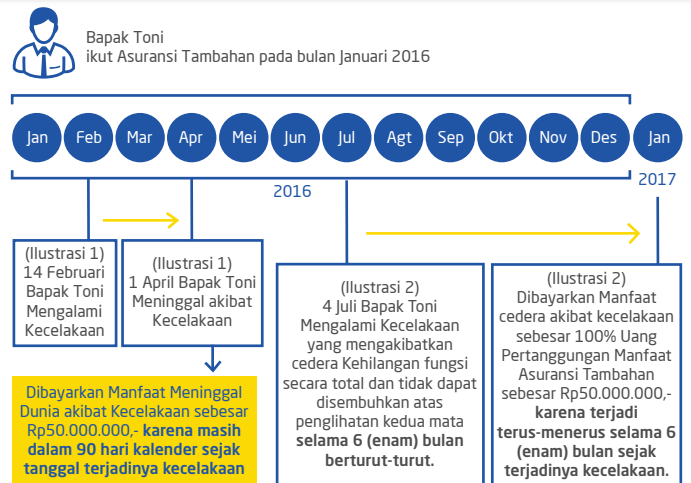 Bapak Toni
ikut Asuransi Tambahan pada bulan Januari 2016
Jan Feb Mar Apr Mei Jun Jul Agt Sep Okt Nov Des Jan
2016
2017
(Ilustrasi 1)
14 Februari
Bapak Toni
Mengalami
Kecelakaan
(Ilustrasi 1)
1 April Bapak Toni
Meninggal akibat
Kecelakaan
Dibayarkan Manfaat Meninggal
Dunia akibat Kecelakaan sebesar
Rp50.000.000,- karena masih
dalam 90 hari kalender sejak
tanggal terjadinya kecelakaan
(Ilustrasi 2)
4 Juli Bapak Toni
Mengalami Kecelakaan
yang mengakibatkan
cedera Kehilangan fungsi
secara total dan tidak dapat
disembuhkan atas
penglihatan kedua mata
selama 6 (enam) bulan
berturut-turut.
(Ilustrasi 2)
Dibayarkan Manfaat
cedera akibat kecelakaan
sebesar 100% Uang
Pertanggungan Manfaat
Asuransi Tambahan
sebesar Rp50.000.000,-
karena terjadi
terus-menerus selama 6
(enam) bulan sejak
terjadinya kecelakaan.